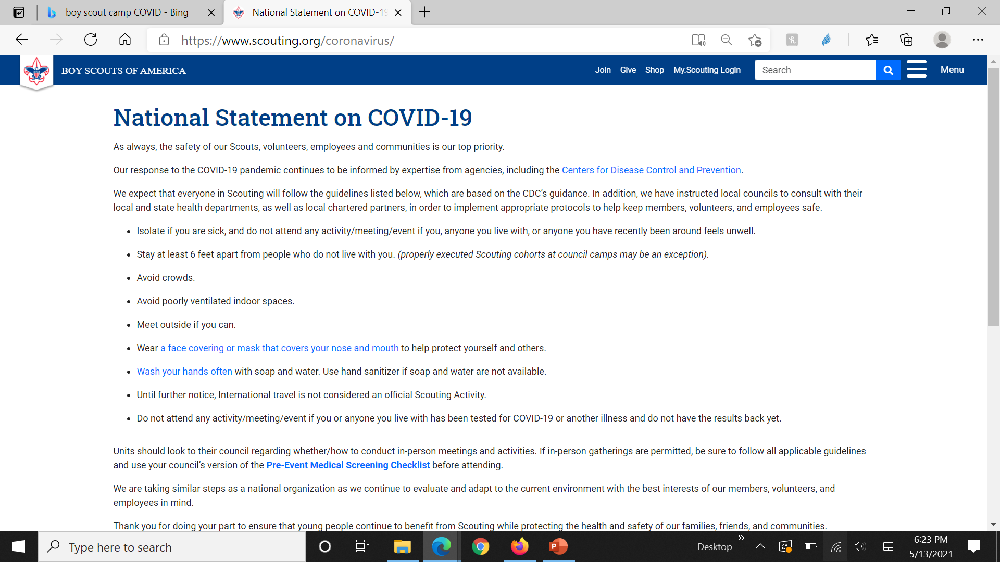 boy scout camp COVID - Bing
National Statement on COVID-19
https://www.scouting.org/coronavirus/
BOY SCOUTS OF AMERICA
Join Give Shop My.Scouting Login Search Menu
National Statement on COVID-19
As always, the safety of our Scouts, volunteers, employees and communities is our top priority.
Our response to the COVID-19 pandemic continues to be informed by expertise from agencies, including the Centers for Disease Control and Prevention.
We expect that everyone in Scouting will follow the guidelines listed below, which are based on the CDC’s guidance. In addition, we have instructed local councils to consult with their
local and state health departments, as well as local chartered partners, in order to implement appropriate protocols to help keep members, volunteers, and employees safe.
• Isolate if you are sick, and do not attend any activity/meeting/event if you, anyone you live with, or anyone you have recently been around feels unwell.
• Stay at least 6 feet apart from people who do not live with you. (properly executed Scouting cohorts at council camps may be an exception).
• Avoid crowds.
• Avoid poorly ventilated indoor spaces.
• Meet outside if you can.
• Wear a face covering or mask that covers your nose and mouth to help protect yourself and others.
• Wash your hands often with soap and water. Use hand sanitizer if soap and water are not available.
• Until further notice, International travel is not considered an official Scouting Activity.
• Do not attend any activity/meeting/event if you or anyone you live with has been tested for COVID-19 or another illness and do not have the results back yet.
Units should look to their council regarding whether/how to conduct in-person meetings and activities. If in-person gatherings are permitted, be sure to follow all applicable guidelines
and use your council’s version of the Pre-Event Medical Screening Checklist before attending.
We are taking similar steps as a national organization as we continue to evaluate and adapt to the current environment with the best interests of our members, volunteers, and
employees in mind.
Thank you for doing your part to ensure that young people continue to benefit from Scouting while protecting the health and safety of our families, friends, and communities.
Type here to search
Desktop
6:23 PM
5/13/2021